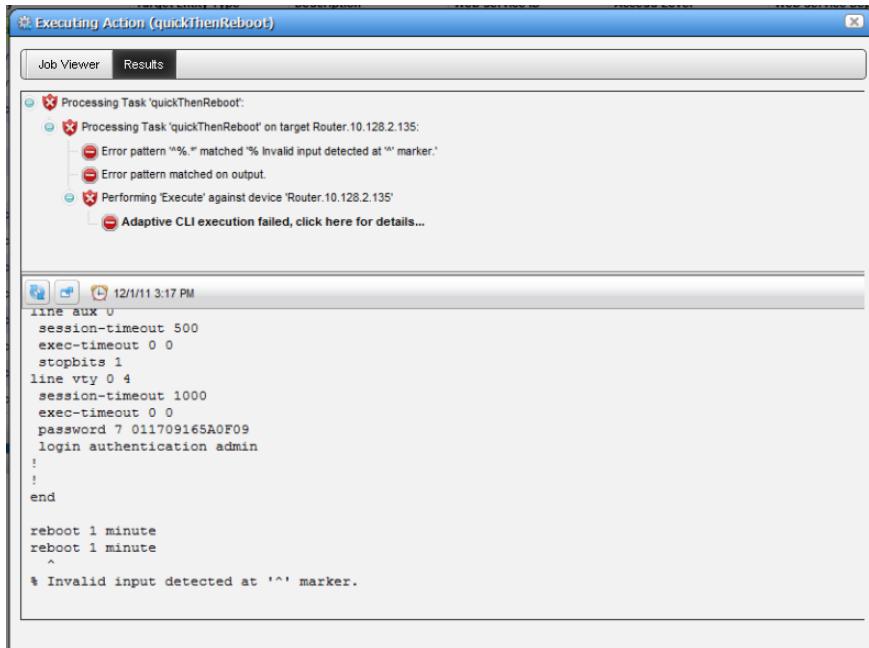 Executing Action (quickThenReboot)
Job Viewer Results
Processing Task 'quickThenReboot':
Processing Task 'quickThenReboot' on target Router.10.128.2.135:
Error pattern '^%.*' matched '% Invalid input detected at '^' marker.'
Error pattern matched on output.
Performing 'Execute' against device 'Router.10.128.2.135'
Adaptive CLI execution failed, click here for details...
12/1/11 3:17 PM
line aux 0
session-timeout 500
exec-timeout 0 0
stopbits 1
line vty 0 4
session-timeout 1000
exec-timeout 0 0
password 7 011709165A0F09
login authentication admin
!
!
end
reboot 1 minute
reboot 1 minute
^
% Invalid input detected at '^' marker.